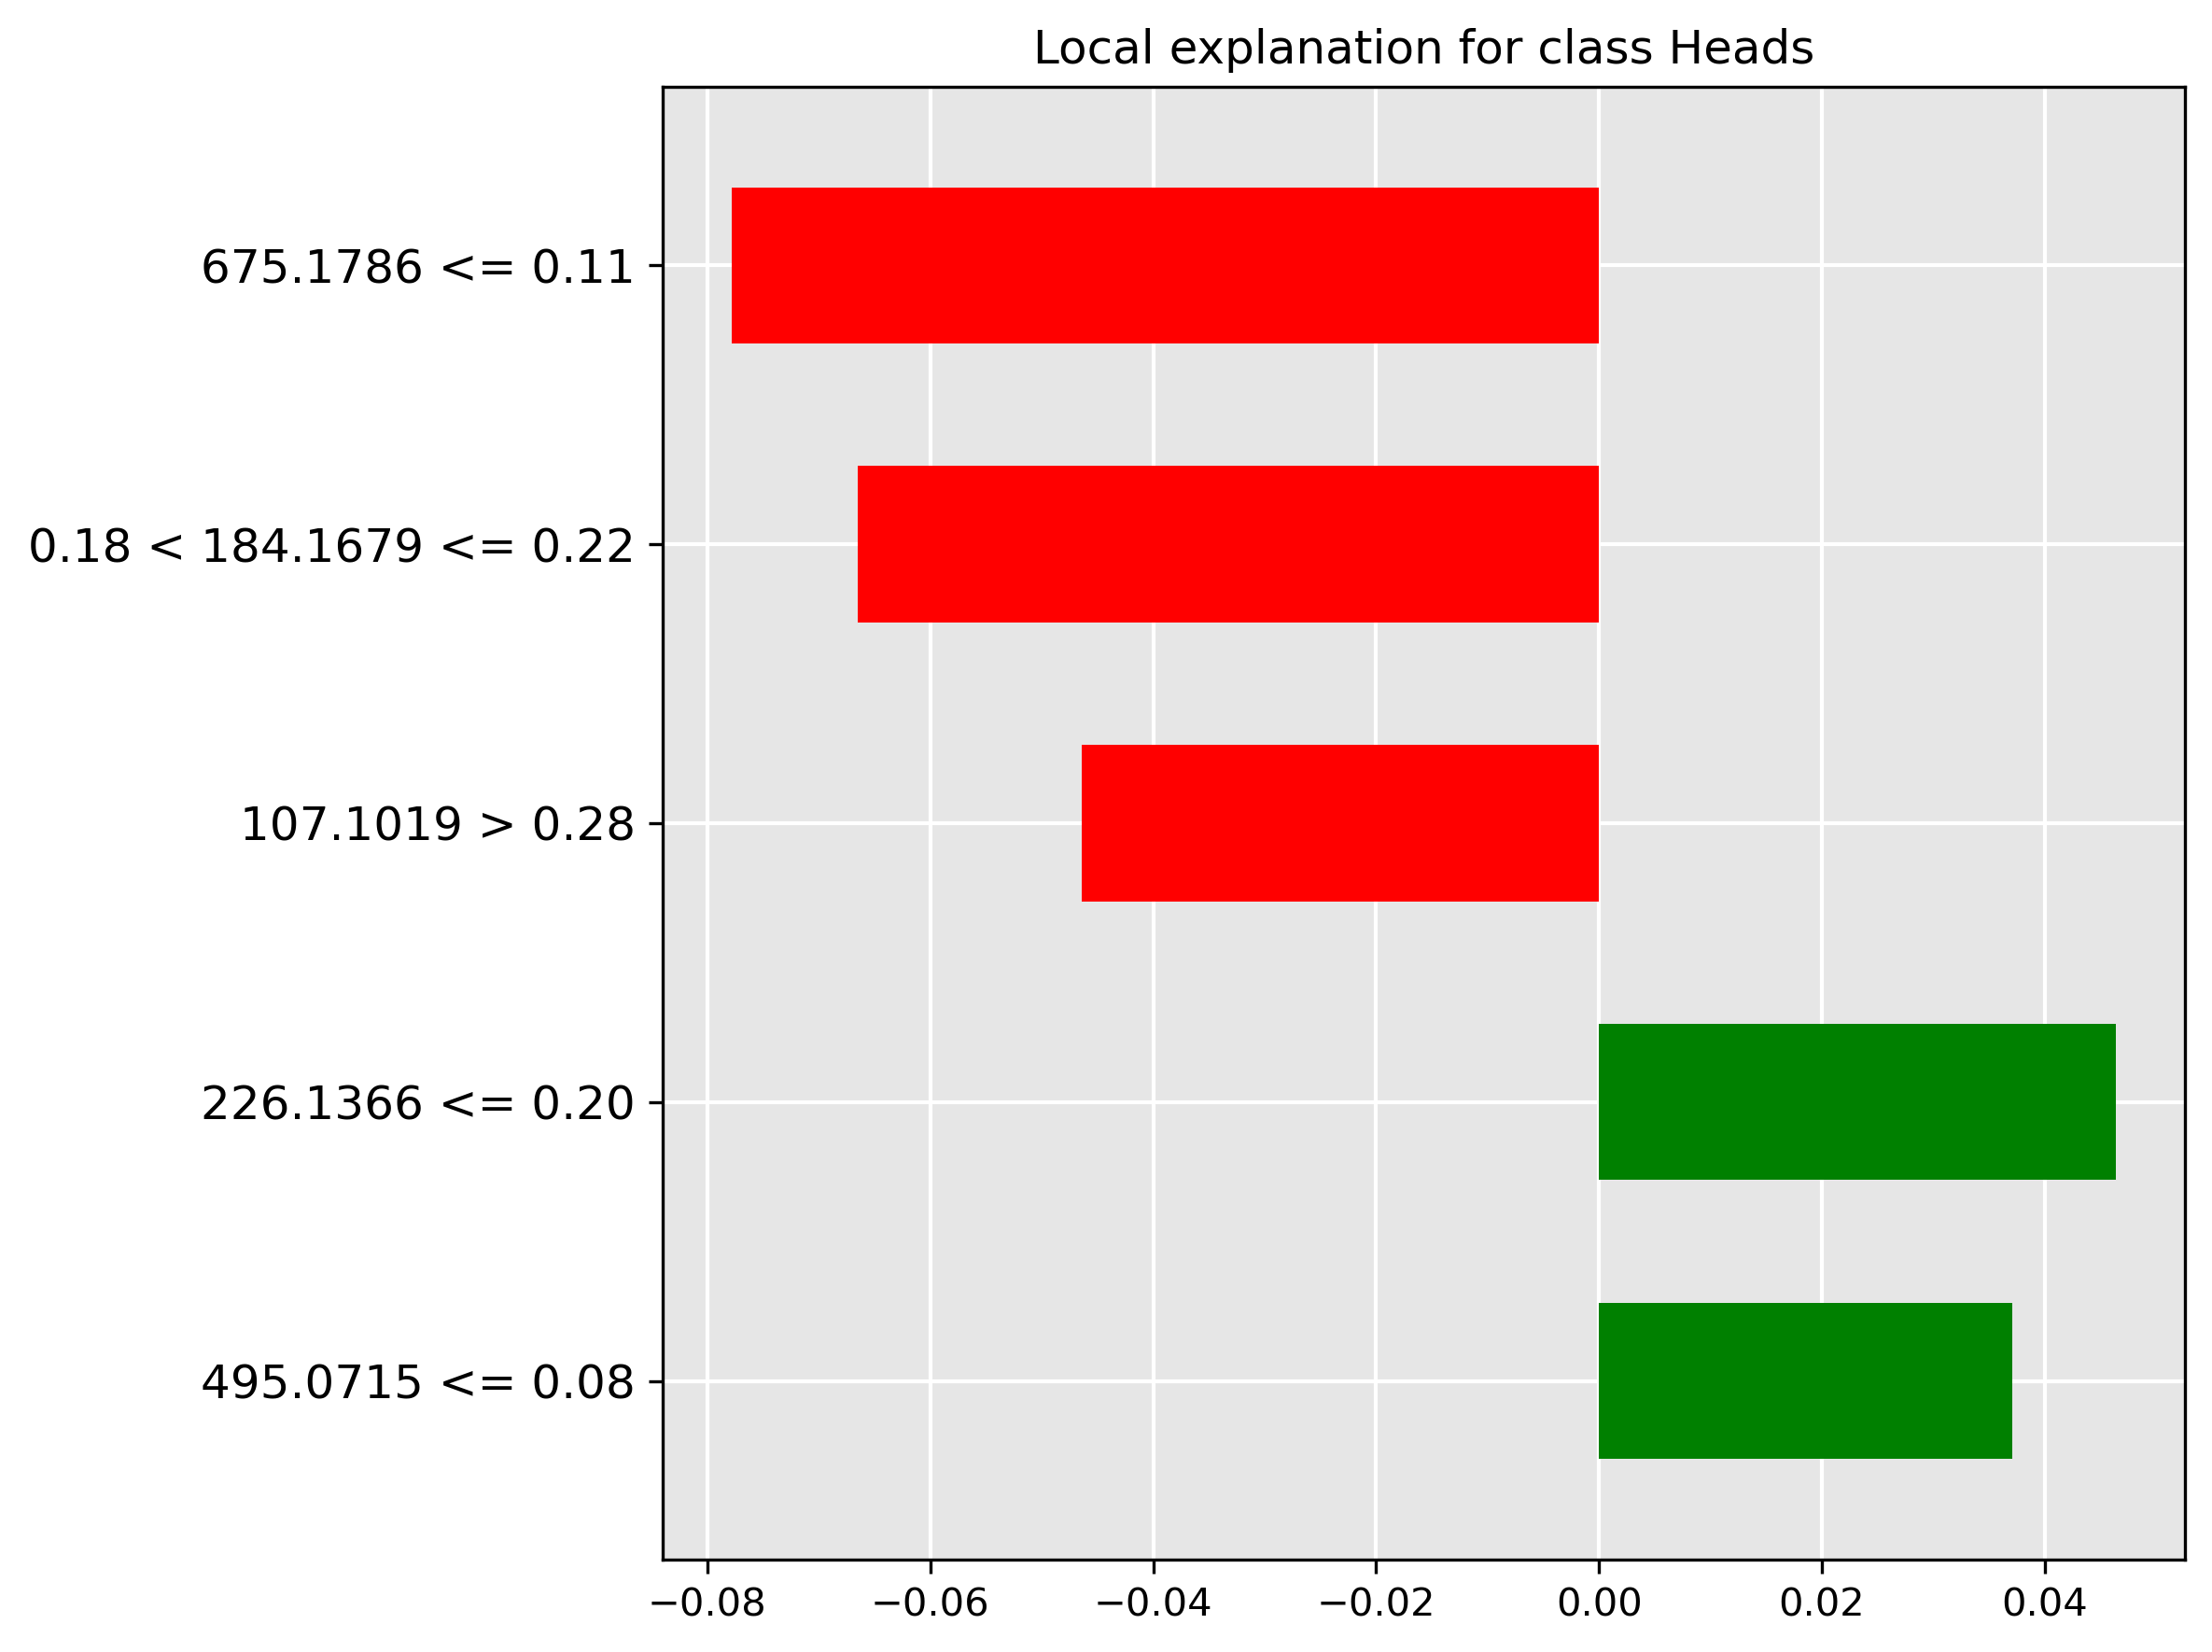 Local explanation for class Heads
675.1786 <= 0.11
0.18 < 184.1679 <= 0.22
107.1019 > 0.28
226.1366 <= 0.20
495.0715 <= 0.08
−0.08 −0.06 −0.04 −0.02 0.00 0.02 0.04